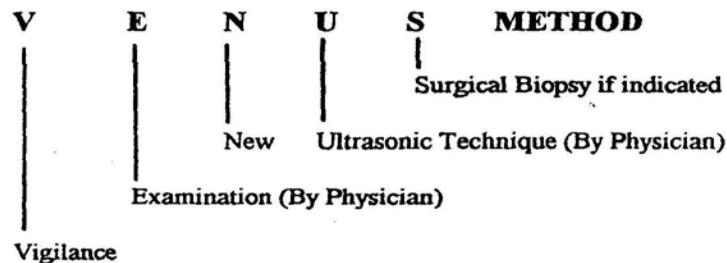 V E N U S METHOD
Surgical Biopsy if indicated
New Ultrasonic Technique (By Physician)
Examination (By Physician)
Vigilance